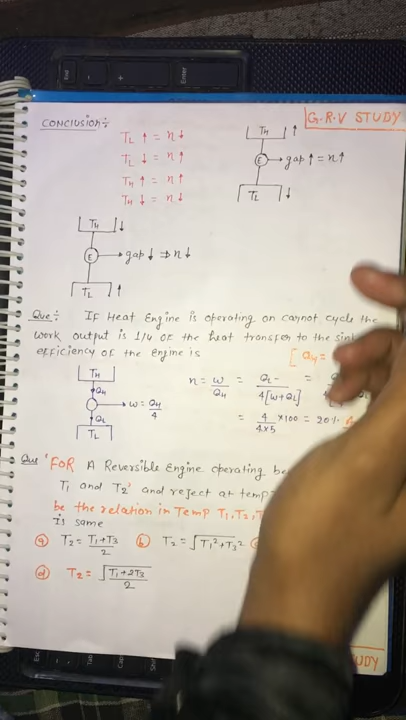 CONCLUSION÷
G.R.V STUDY
TL ↑ = n ↓
TL ↓ = n ↑
TH ↑ = n ↑
TH ↓ = n ↓
TH ↑
E → gap ↑ = n ↑
TL ↓
TH ↓
E → gap ↓ ⇒ n ↓
TL ↑
Que÷ IF Heat Engine is operating on carnot cycle the
work output is 1/4 of the heat transfer to the sink
efficiency of the engine is
TH
QH
w = QH/4
QL
TL
n = w/QH = QL/4[w+QL] =
= 4/(4×5) ×100 = 20%
Que FOR A Reversible Engine operating
T1 and T2 and reject at temp
be the relation in Temp T1, T2,
is same
(a) T2 = (T1+T3)/2 (b) T2 = √(T1²+T3²)
(d) T2 = √((T1+2T3)/2)
Enter